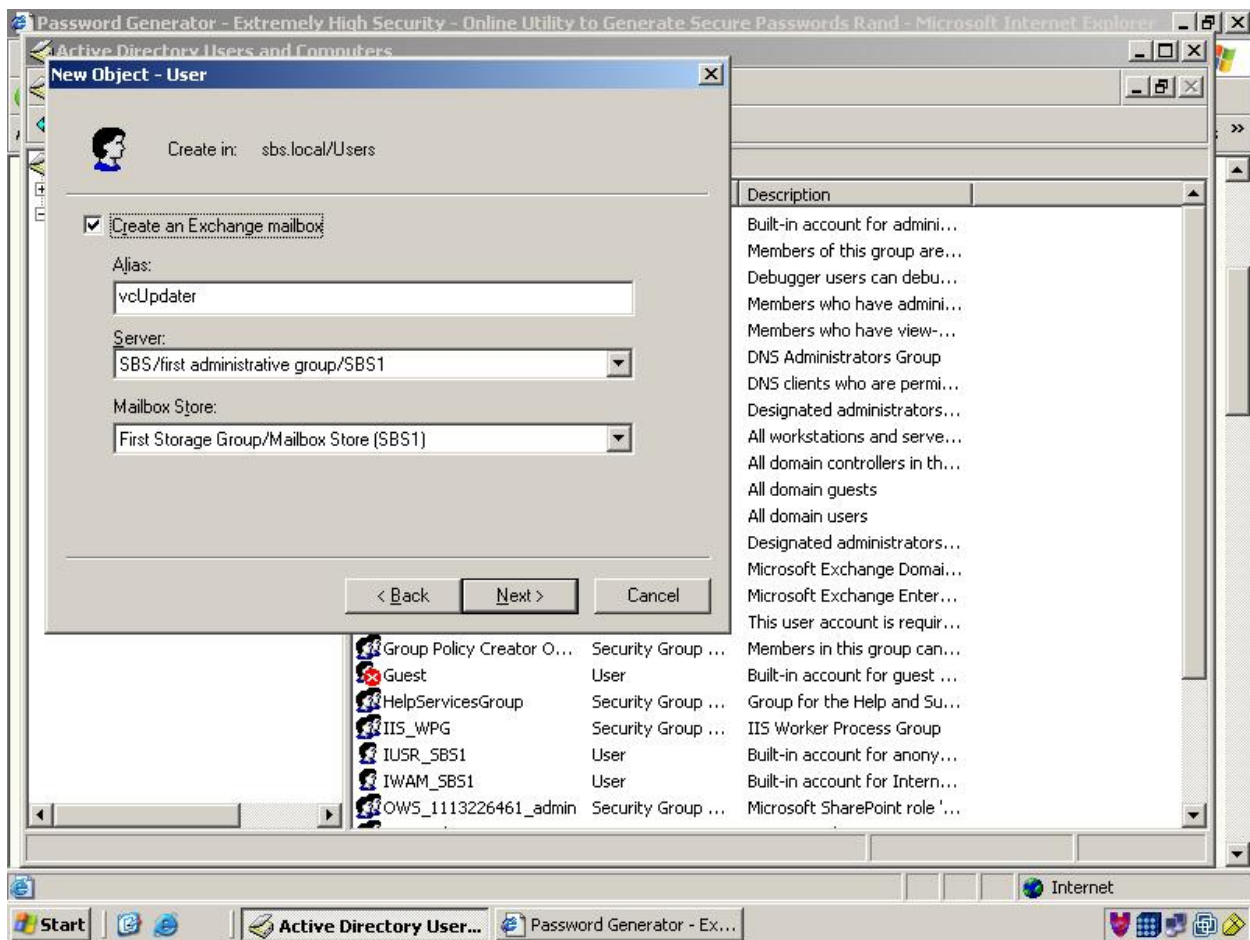 Password Generator - Extremely High Security - Online Utility to Generate Secure Passwords Rand - Microsoft Internet Explorer
Active Directory Users and Computers
New Object - User
Create in: sbs.local/Users
Create an Exchange mailbox
Alias:
vcUpdater
Server:
SBS/first administrative group/SBS1
Mailbox Store:
First Storage Group/Mailbox Store (SBS1)
< Back Next > Cancel
Description
Built-in account for admini...
Members of this group are...
Debugger users can debu...
Members who have admini...
Members who have view-...
DNS Administrators Group
DNS clients who are permi...
Designated administrators...
All workstations and serve...
All domain controllers in th...
All domain guests
All domain users
Designated administrators...
Microsoft Exchange Domai...
Microsoft Exchange Enter...
This user account is requir...
Group Policy Creator O... Security Group ... Members in this group can...
Guest User Built-in account for guest ...
HelpServicesGroup Security Group ... Group for the Help and Su...
IIS_WPG Security Group ... IIS Worker Process Group
IUSR_SBS1 User Built-in account for anony...
IWAM_SBS1 User Built-in account for Intern...
OWS_1113226461_admin Security Group ... Microsoft SharePoint role '...
Internet
Start Active Directory User... Password Generator - Ex...